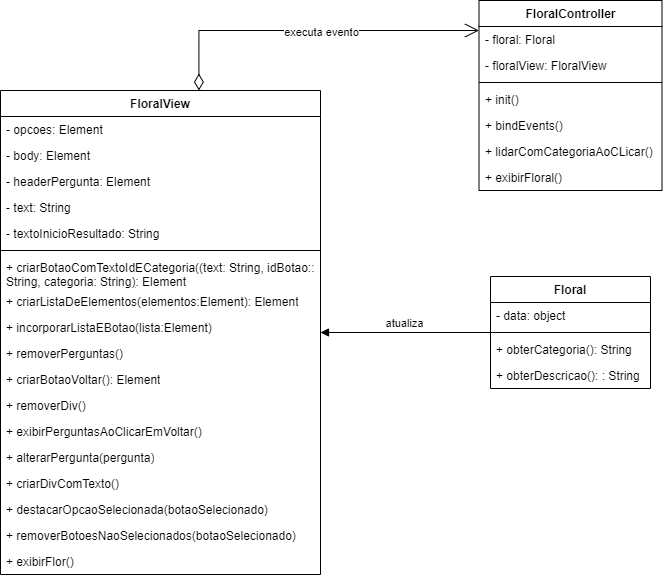 FloralController
- floral: Floral
- floralView: FloralView
+ init()
+ bindEvents()
+ lidarComCategoriaAoCLicar()
+ exibirFloral()
executa evento
FloralView
- opcoes: Element
- body: Element
- headerPergunta: Element
- text: String
- textoInicioResultado: String
+ criarBotaoComTextoIdECategoria((text: String, idBotao::
String, categoria: String): Element
+ criarListaDeElementos(elementos:Element): Element
+ incorporarListaEBotao(lista:Element)
+ removerPerguntas()
+ criarBotaoVoltar(): Element
+ removerDiv()
+ exibirPerguntasAoClicarEmVoltar()
+ alterarPergunta(pergunta)
+ criarDivComTexto()
+ destacarOpcaoSelecionada(botaoSelecionado)
+ removerBotoesNaoSelecionados(botaoSelecionado)
+ exibirFlor()
atualiza
Floral
- data: object
+ obterCategoria(): String
+ obterDescricao(): : String